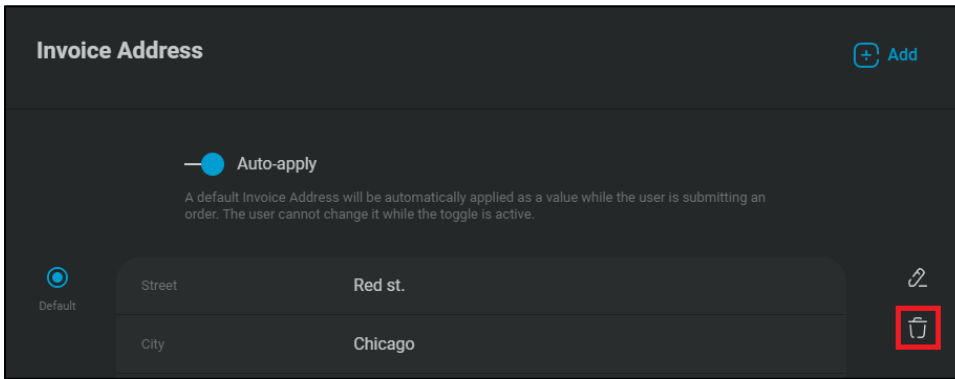 Invoice Address
Add
Auto-apply
A default Invoice Address will be automatically applied as a value while the user is submitting an
order. The user cannot change it while the toggle is active.
Street Red st.
Default
City Chicago